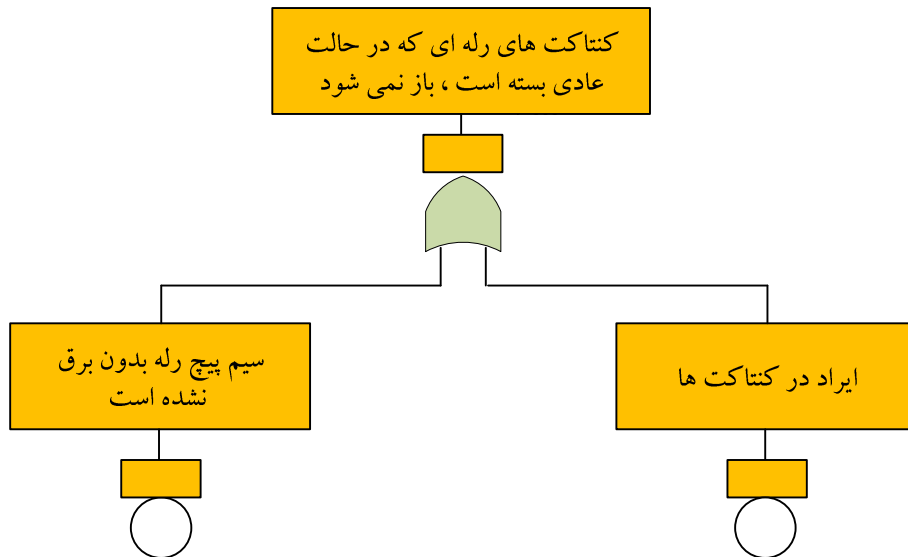 کنتاکت های رله ای که در حالت
عادی بسته است ، باز نمی شود
سیم پیچ رله بدون برق
نشده است
ایراد در کنتاکت ها